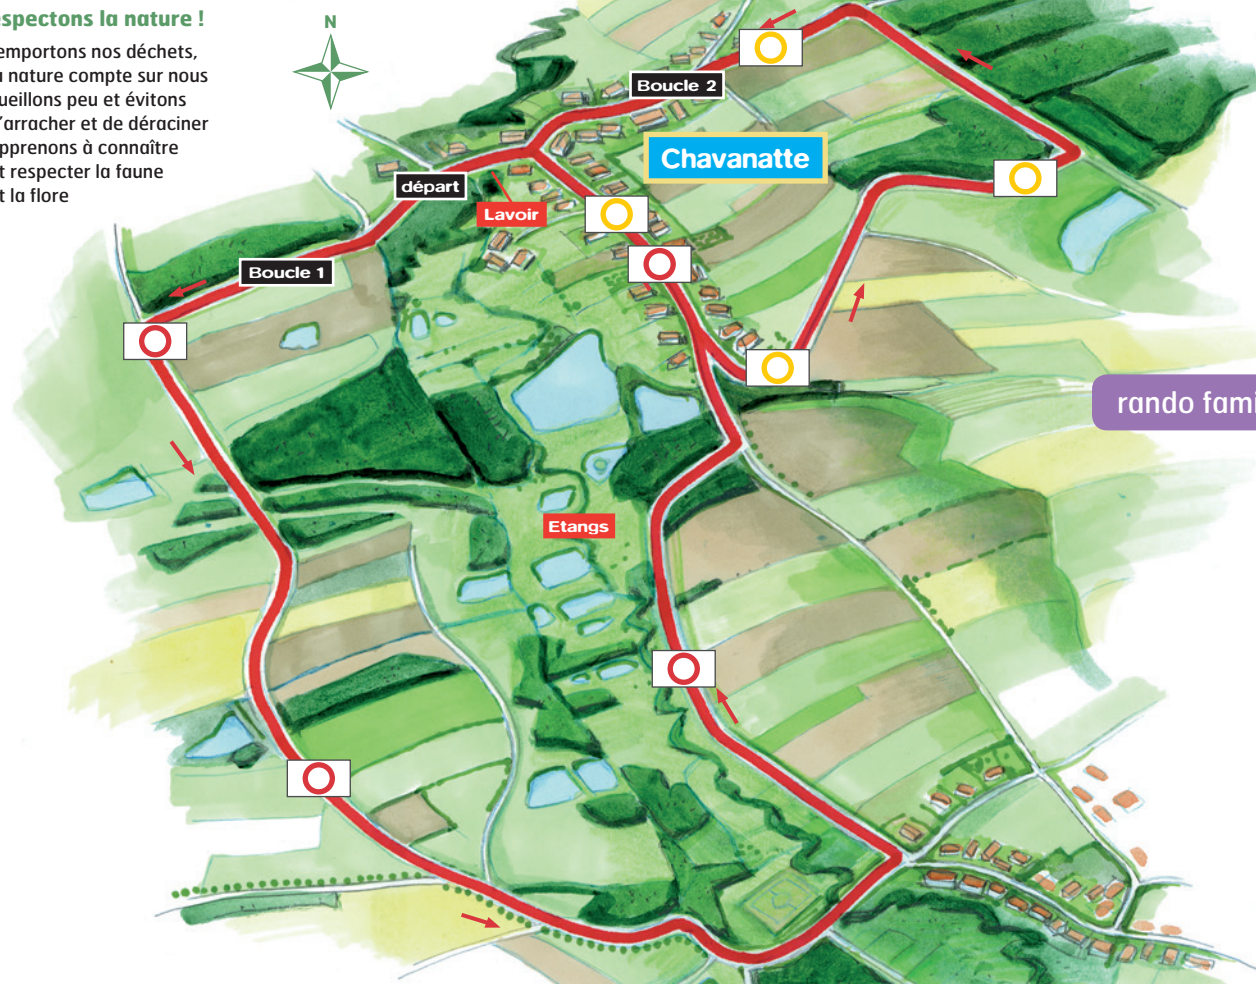 espectons la nature !
emportons nos déchets,
a nature compte sur nous
ueillons peu et évitons
'arracher et de déraciner
pprenons à connaître
t respecter la faune
t la flore
N
Boucle 2
Chavanatte
départ
Lavoir
Boucle 1
rando fami
Etangs